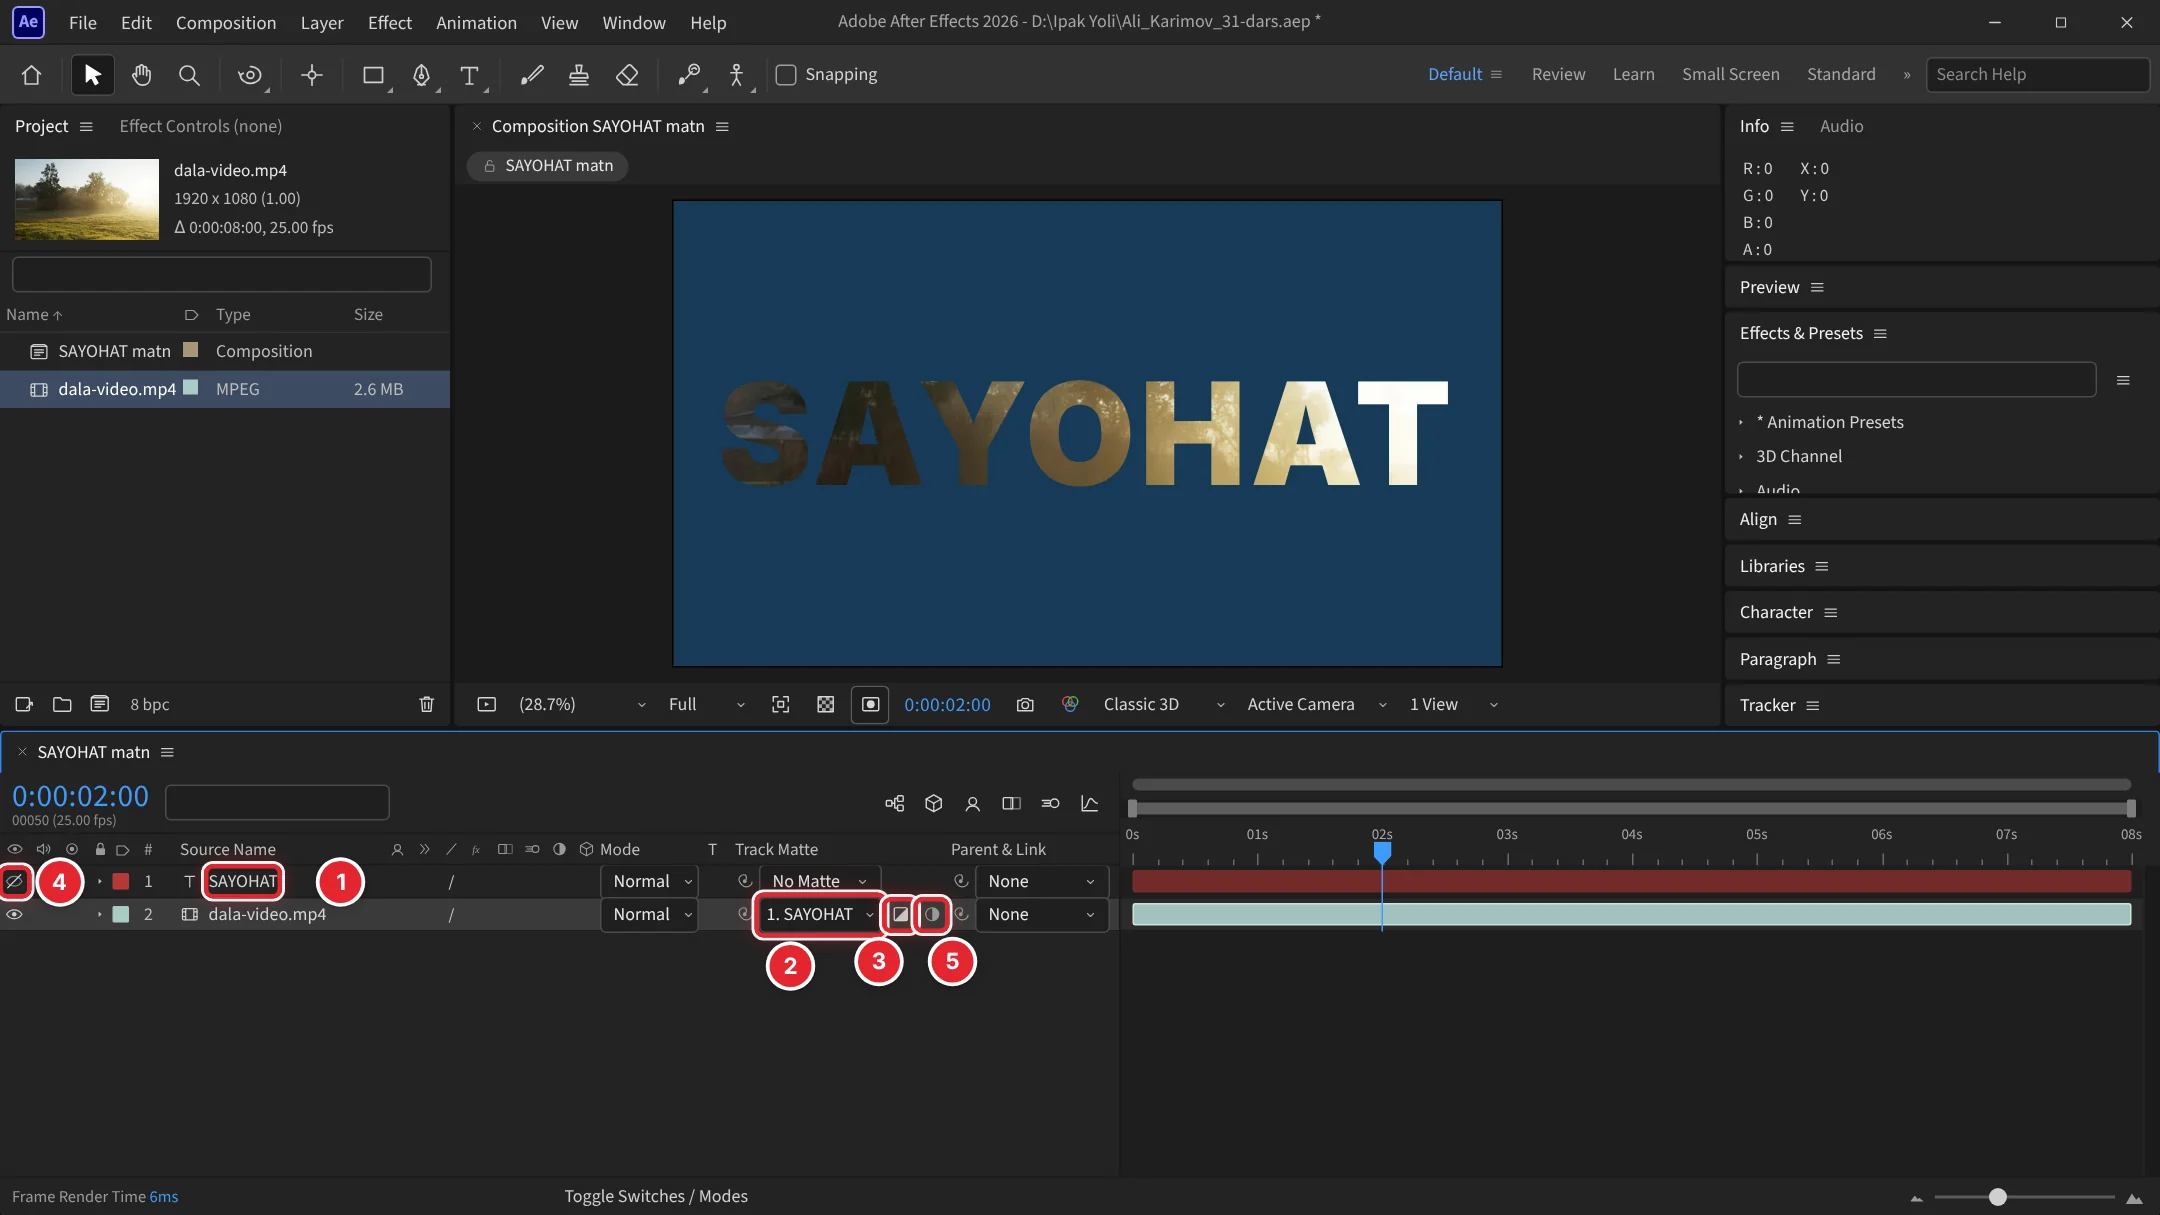 Ae File Edit Composition Layer Effect Animation View Window Help
Adobe After Effects 2026 - D:\Ipak Yoli\Ali_Karimov_31-dars.aep *
Snapping
Default Review Learn Small Screen Standard » Search Help
Project Effect Controls (none)
dala-video.mp4
1920 x 1080 (1.00)
Δ 0:00:08:00, 25.00 fps
Name Type Size
SAYOHAT matn Composition
dala-video.mp4 MPEG 2.6 MB
8 bpc
Composition SAYOHAT matn
SAYOHAT matn
SAYOHAT
(28.7%) Full 0:00:02:00 Classic 3D Active Camera 1 View
Info Audio
R : 0 X : 0
G : 0 Y : 0
B : 0
A : 0
Preview
Effects & Presets
* Animation Presets
3D Channel
Audio
Align
Libraries
Character
Paragraph
Tracker
SAYOHAT matn
0:00:02:00
00050 (25.00 fps)
# Source Name fx Mode T Track Matte Parent & Link
0s 01s 02s 03s 04s 05s 06s 07s 08s
4 1 T SAYOHAT 1 Normal No Matte None
2 dala-video.mp4 Normal 1. SAYOHAT None
2 3 5
Frame Render Time 6ms
Toggle Switches / Modes